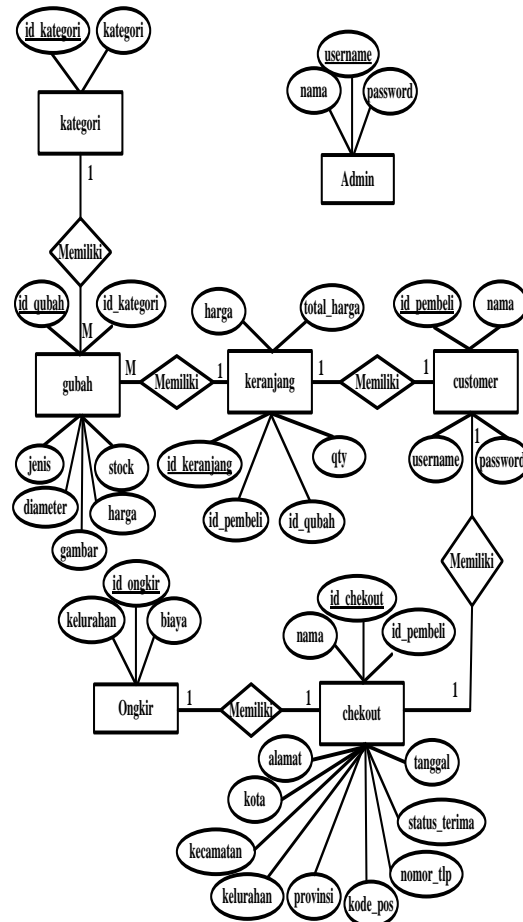 id_kategori
kategori
username
nama
password
kategori
Admin
1
Memiliki
id_qubah
id_kategori
M
harga
total_harga
id_pembeli
nama
gubah
M
Memiliki
1
keranjang
1
Memiliki
1
customer
jenis
stock
diameter
harga
gambar
id_keranjang
qty
id_pembeli
id_qubah
username
1
password
Memiliki
id_ongkir
kelurahan
biaya
id_chekout
nama
id_pembeli
Ongkir
1
Memiliki
1
chekout
1
alamat
tanggal
kota
status_terima
kecamatan
nomor_tlp
kelurahan
provinsi
kode_pos